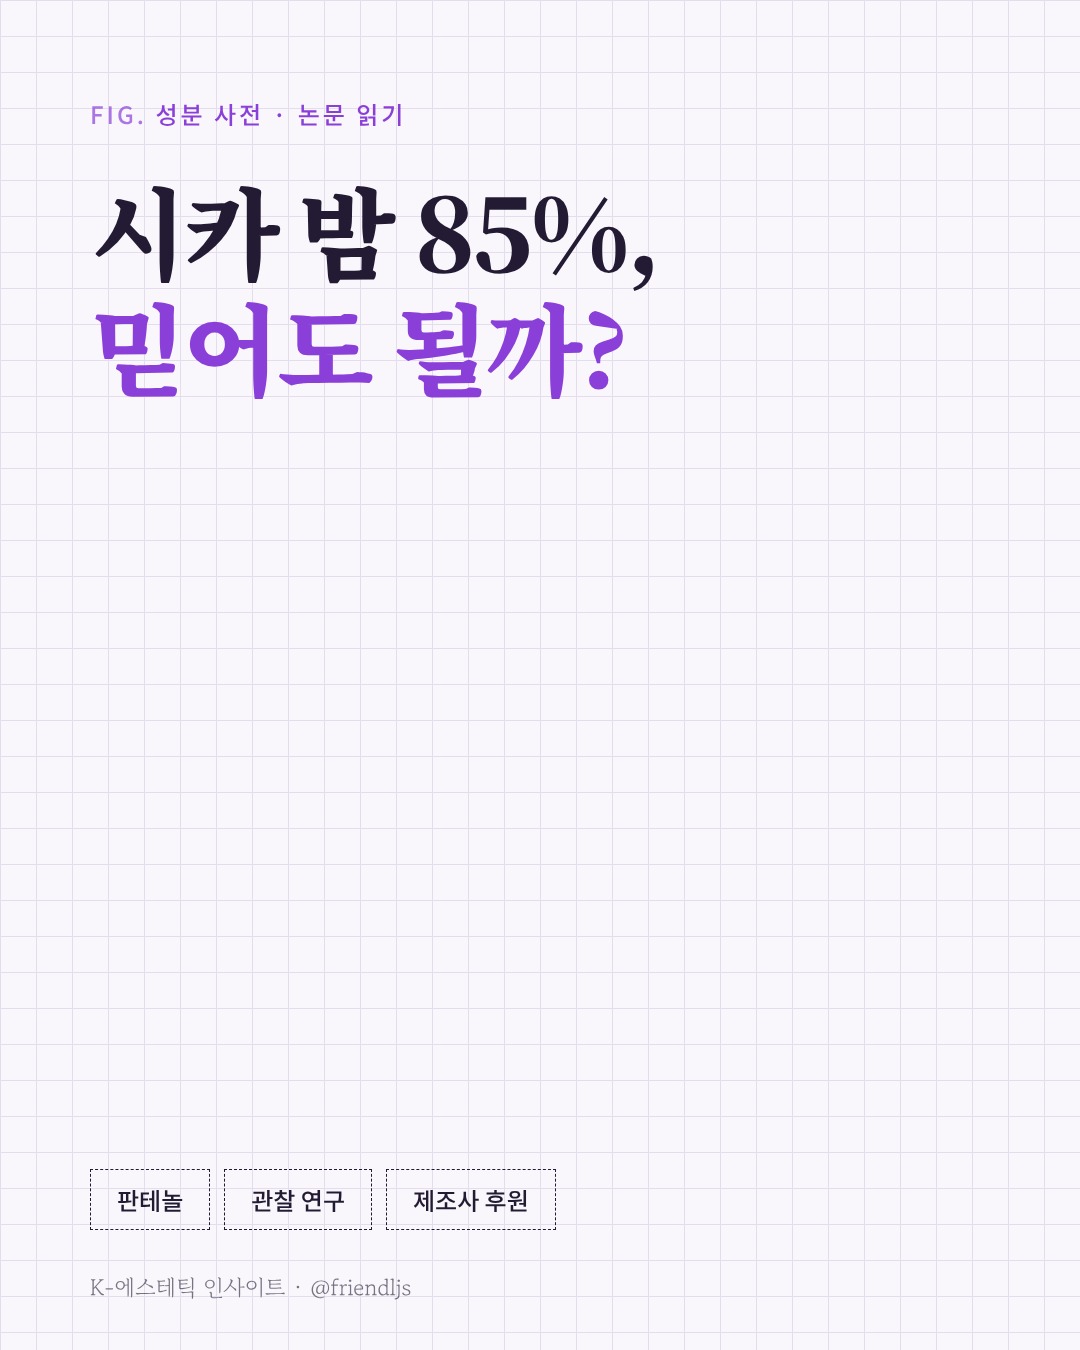 FIG. 성분 사전 · 논문 읽기
시카 밤 85%,
믿어도 될까?
판테놀 관찰 연구 제조사 후원
K-에스테틱 인사이트 · @friendljs